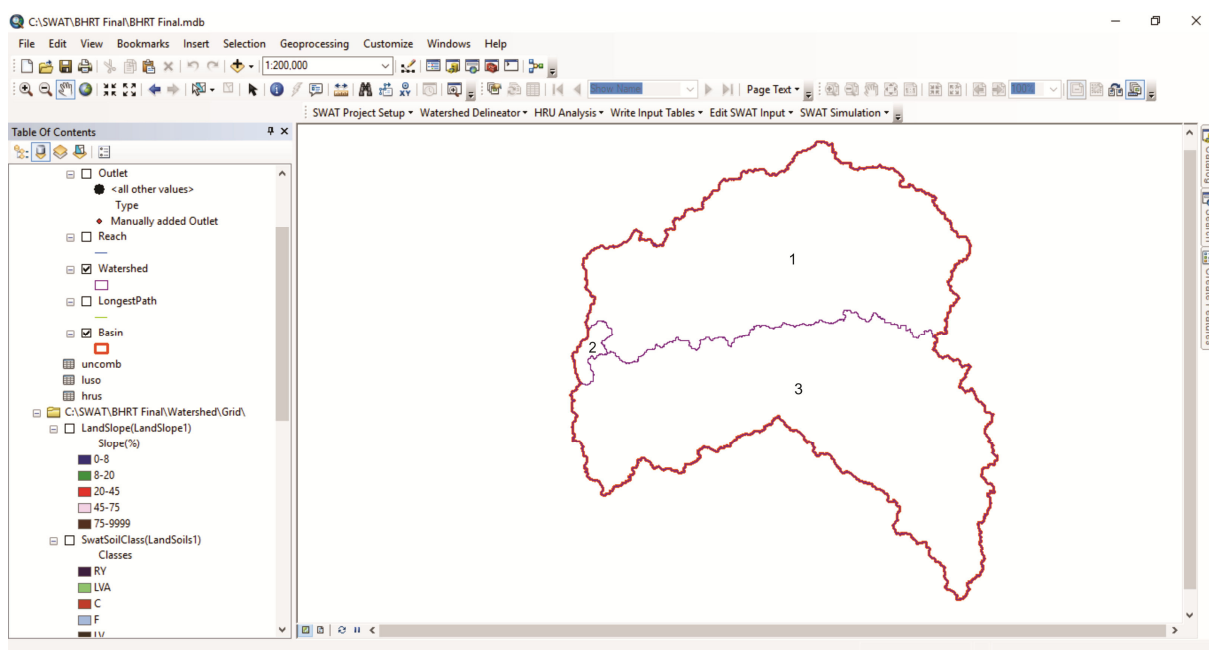 C:\SWAT\BHRT Final\BHRT Final.mdb
File Edit View Bookmarks Insert Selection Geoprocessing Customize Windows Help
1:200,000
Show Name Page Text 100%
SWAT Project Setup Watershed Delineator HRU Analysis Write Input Tables Edit SWAT Input SWAT Simulation
Table Of Contents
Outlet
<all other values>
Type
Manually added Outlet
Reach
Watershed
LongestPath
Basin
uncomb
luso
hrus
C:\SWAT\BHRT Final\Watershed\Grid\
LandSlope(LandSlope1)
Slope(%)
0-8
8-20
20-45
45-75
75-9999
SwatSoilClass(LandSoils1)
Classes
RY
LVA
C
F
LV
1
2
3